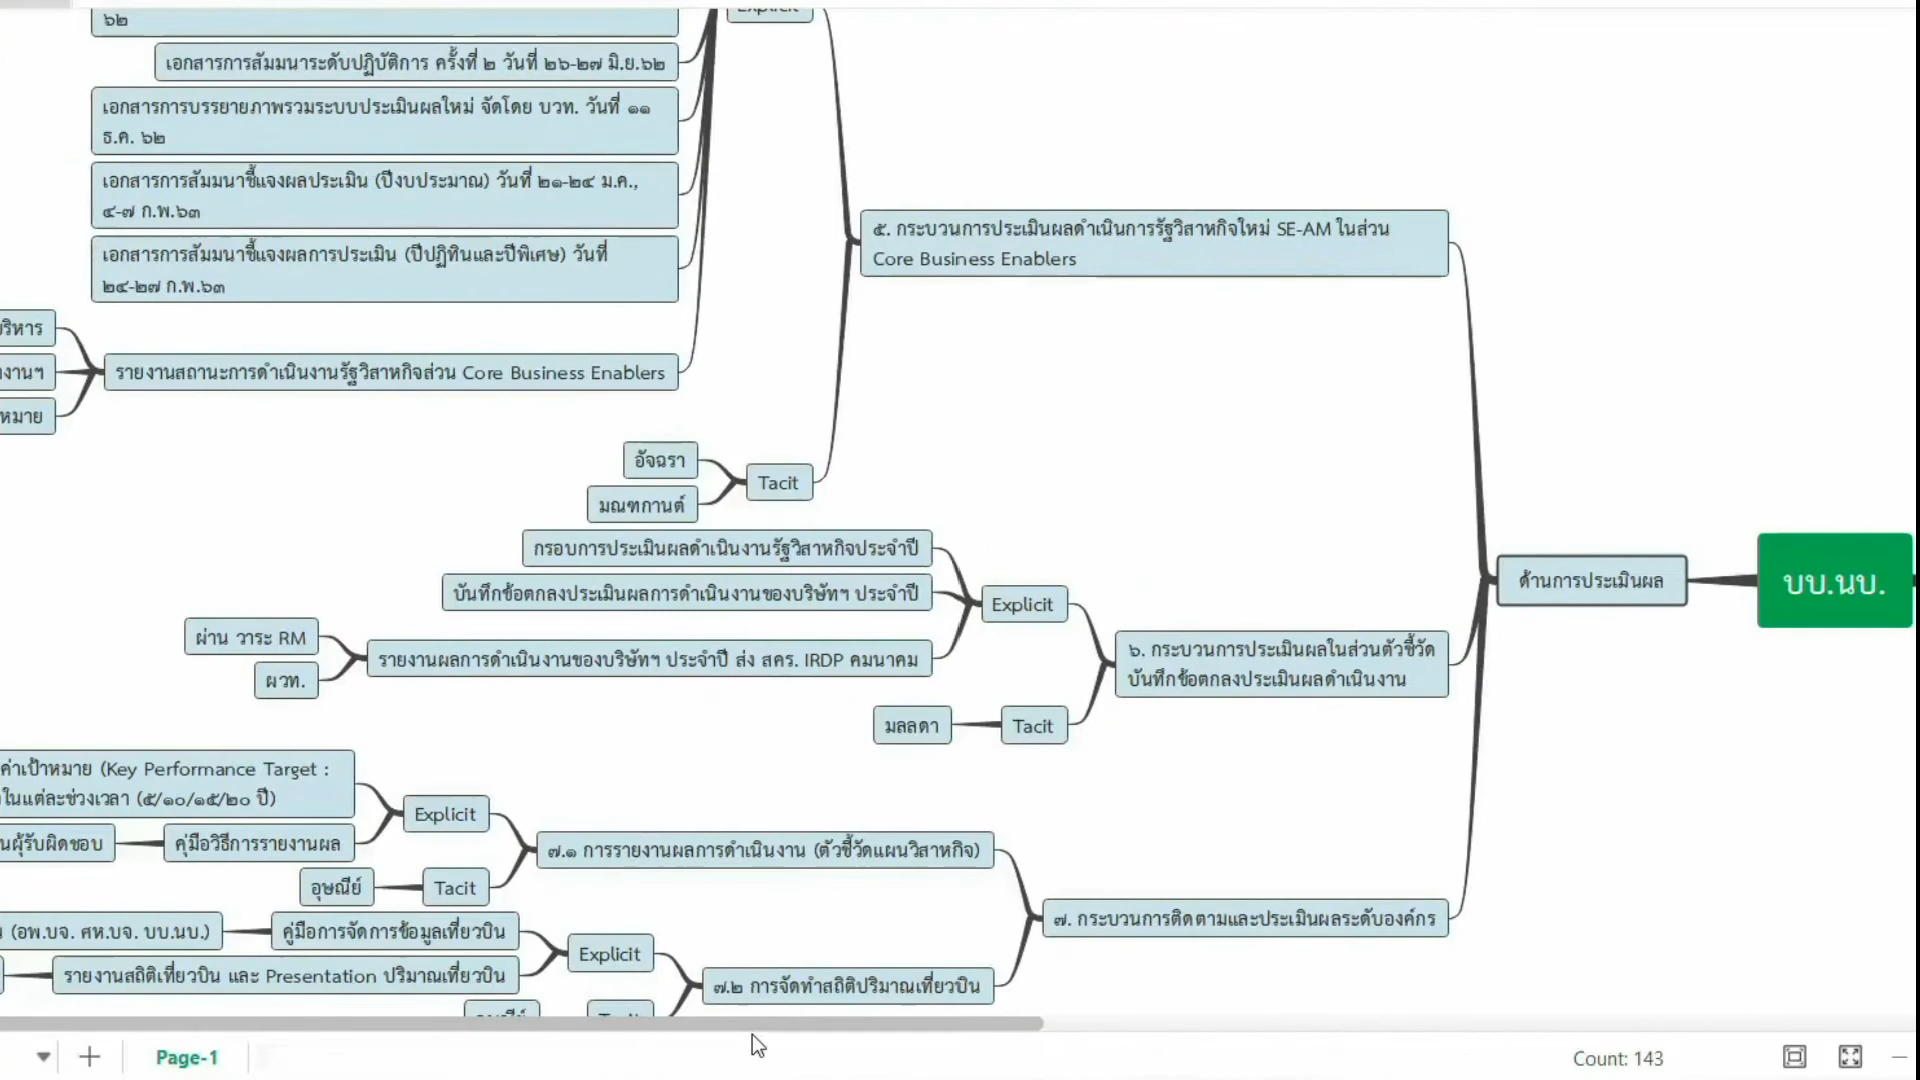 ๖๒
Explicit
เอกสารการสัมมนาระดับปฏิบัติการ ครั้งที่ ๒ วันที่ ๒๖-๒๗ มิ.ย.๖๒
เอกสารการบรรยายภาพรวมระบบประเมินผลใหม่ จัดโดย บวท. วันที่ ๑๑
ธ.ค. ๖๒
เอกสารการสัมมนาชี้แจงผลประเมิน (ปีงบประมาณ) วันที่ ๒๑-๒๔ ม.ค.,
๔-๗ ก.พ.๖๓
เอกสารการสัมมนาชี้แจงผลการประเมิน (ปีปฏิทินและปีพิเศษ) วันที่
๒๔-๒๗ ก.พ.๖๓
๕. กระบวนการประเมินผลดำเนินการรัฐวิสาหกิจใหม่ SE-AM ในส่วน
Core Business Enablers
ริหาร
งานฯ
หมาย
รายงานสถานะการดำเนินงานรัฐวิสาหกิจส่วน Core Business Enablers
อัจฉรา
มณฑกานต์
Tacit
กรอบการประเมินผลดำเนินงานรัฐวิสาหกิจประจำปี
บันทึกข้อตกลงประเมินผลการดำเนินงานของบริษัทฯ ประจำปี
Explicit
ผ่าน วาระ RM
ผวท.
รายงานผลการดำเนินงานของบริษัทฯ ประจำปี ส่ง สคร. IRDP คมนาคม
มลลดา
Tacit
๖. กระบวนการประเมินผลในส่วนตัวชี้วัด
บันทึกข้อตกลงประเมินผลดำเนินงาน
ด้านการประเมินผล
บบ.นบ.
ค่าเป้าหมาย (Key Performance Target :
ในแต่ละช่วงเวลา (๕/๑๐/๑๕/๒๐ ปี)
นผู้รับผิดชอบ
คู่มือวิธีการรายงานผล
Explicit
อุษณีย์
Tacit
๗.๑ การรายงานผลการดำเนินงาน (ตัวชี้วัดแผนวิสาหกิจ)
(อพ.บจ. ศห.บจ. บบ.นบ.)
คู่มือการจัดการข้อมูลเที่ยวบิน
รายงานสถิติเที่ยวบิน และ Presentation ปริมาณเที่ยวบิน
Explicit
๗.๒ การจัดทำสถิติปริมาณเที่ยวบิน
๗. กระบวนการติดตามและประเมินผลระดับองค์กร
Page-1
Count: 143